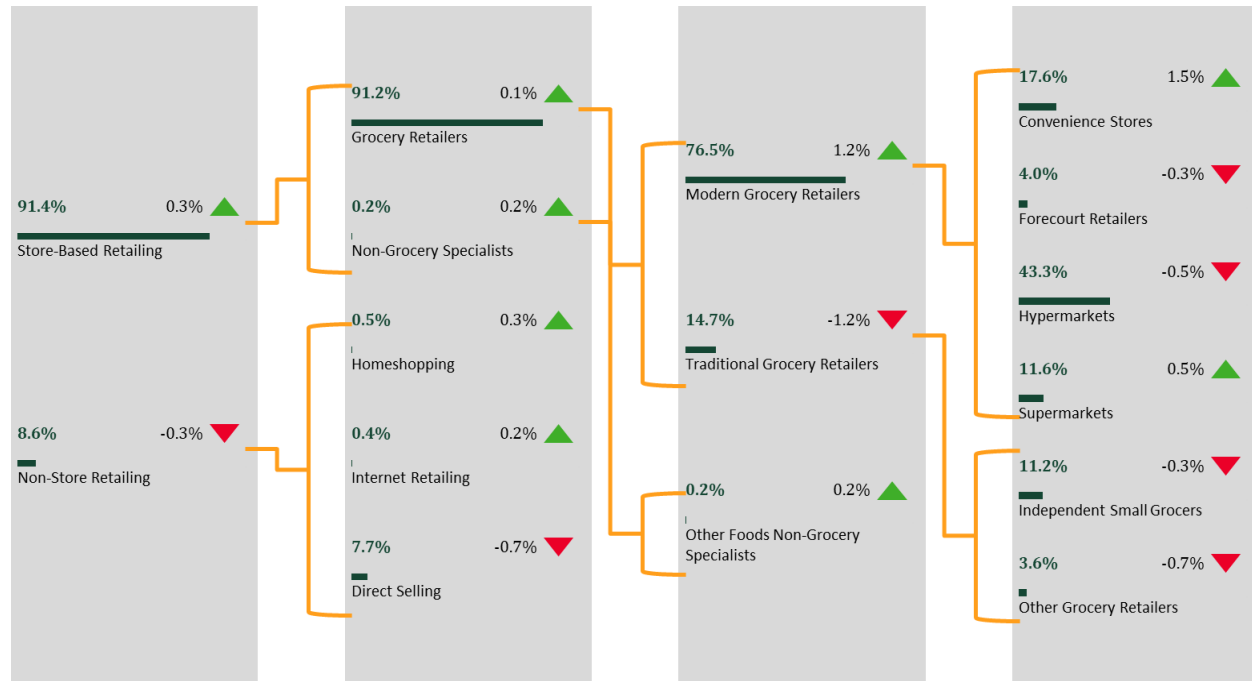 91.4% 0.3%
Store-Based Retailing
8.6% -0.3%
Non-Store Retailing
91.2% 0.1%
Grocery Retailers
0.2% 0.2%
Non-Grocery Specialists
0.5% 0.3%
Homeshopping
0.4% 0.2%
Internet Retailing
7.7% -0.7%
Direct Selling
76.5% 1.2%
Modern Grocery Retailers
14.7% -1.2%
Traditional Grocery Retailers
0.2% 0.2%
Other Foods Non-Grocery
Specialists
17.6% 1.5%
Convenience Stores
4.0% -0.3%
Forecourt Retailers
43.3% -0.5%
Hypermarkets
11.6% 0.5%
Supermarkets
11.2% -0.3%
Independent Small Grocers
3.6% -0.7%
Other Grocery Retailers